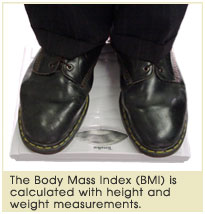 The Body Mass Index (BMI) is
calculated with height and
weight measurements.